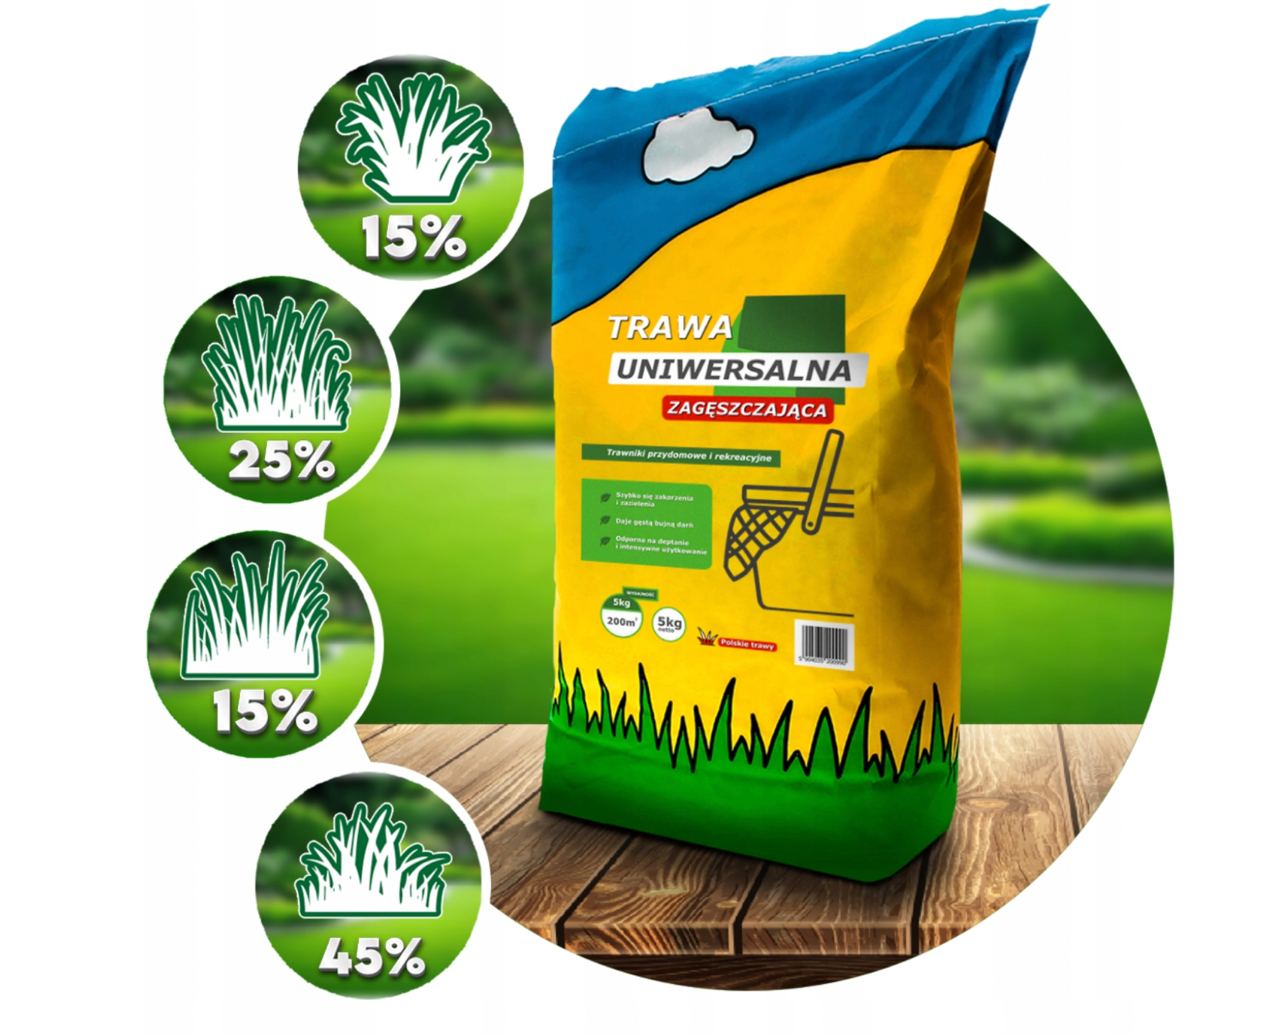 15%
25%
15%
45%
TRAWA
UNIWERSALNA
ZAGĘSZCZAJĄCA
Trawniki przydomowe i rekreacyjne
Szybko się zakorzenia
i zazielenia
Daje gęstą bujną darń
Odporna na deptanie
i intensywne użytkowanie
WYDAJNOŚĆ
5kg
200m²
5kg
netto
Polskie trawy